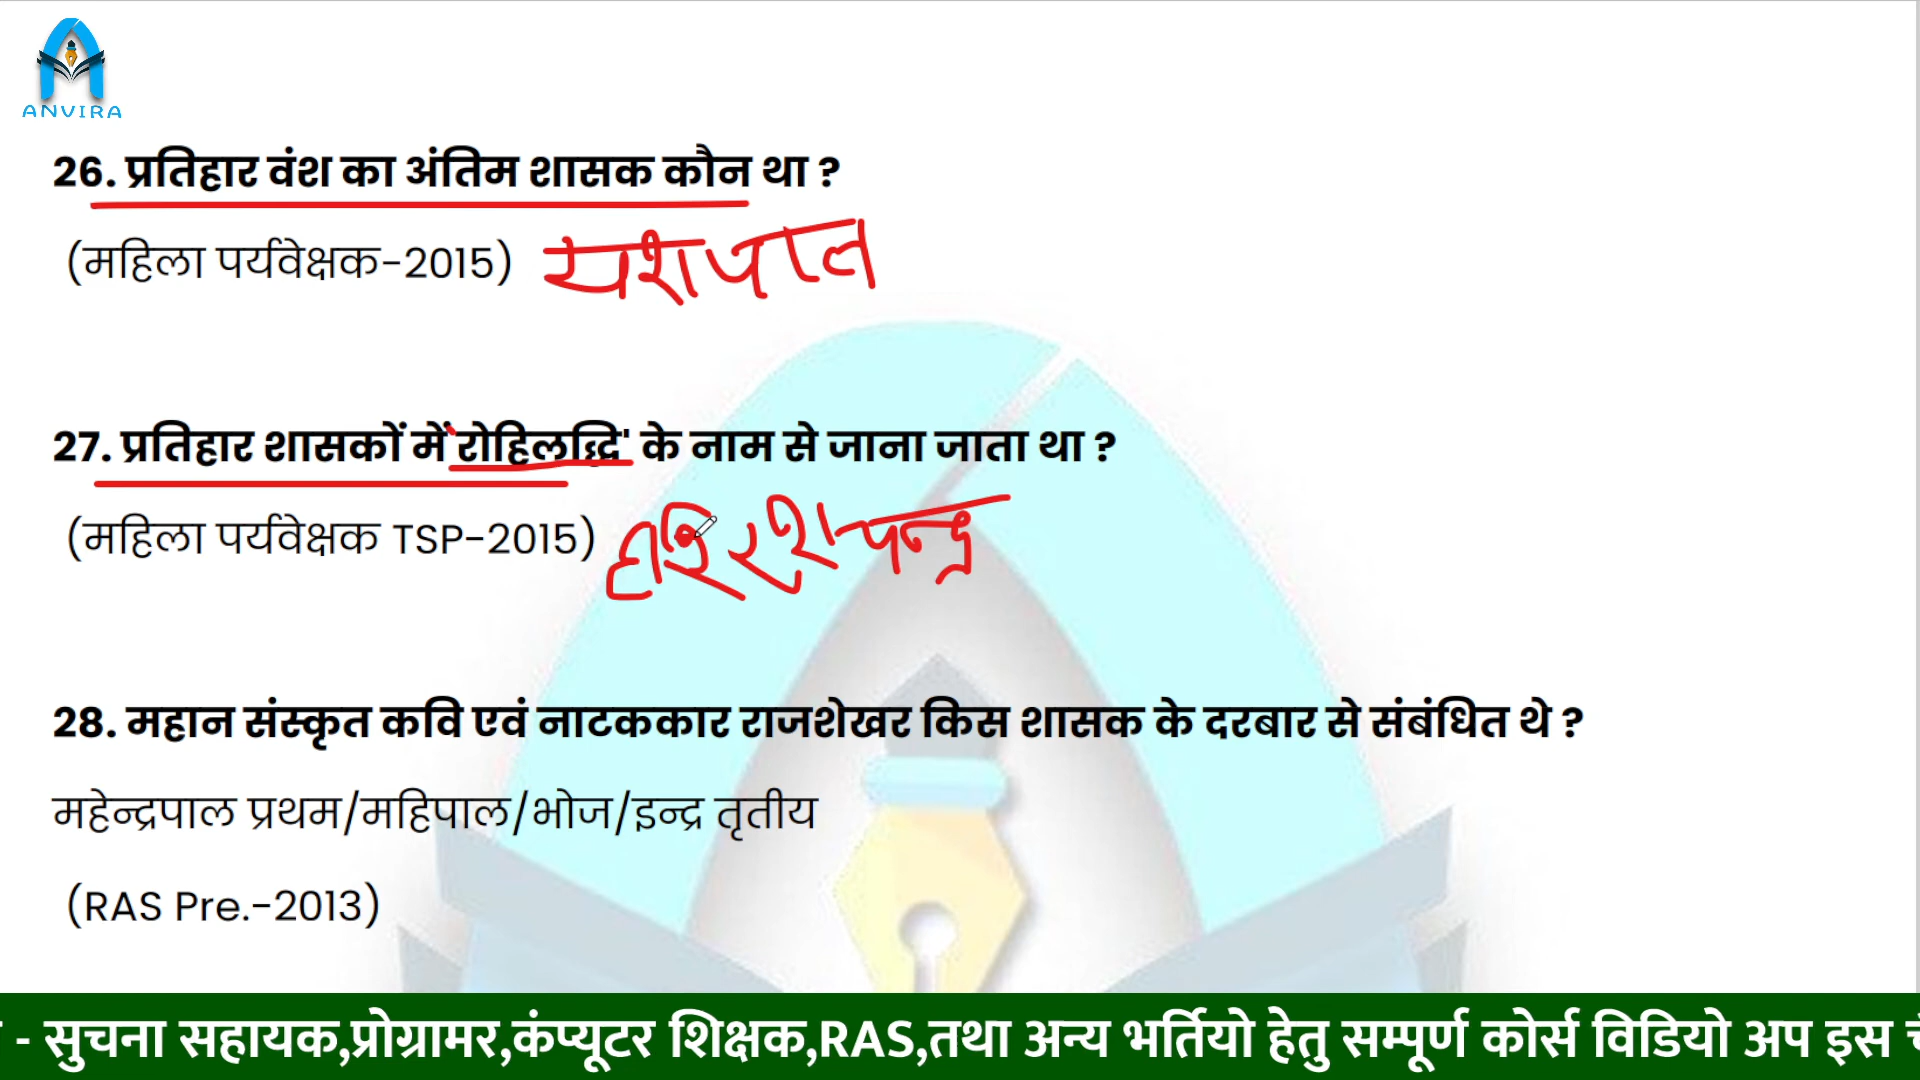 ANVIRA
26. प्रतिहार वंश का अंतिम शासक कौन था ?
(महिला पर्यवेक्षक-2015) यशपाल
27. प्रतिहार शासकों में 'रोहिलद्धि' के नाम से जाना जाता था ?
(महिला पर्यवेक्षक TSP-2015) हरिश्चन्द्र
28. महान संस्कृत कवि एवं नाटककार राजशेखर किस शासक के दरबार से संबंधित थे ?
महेन्द्रपाल प्रथम/महिपाल/भोज/इन्द्र तृतीय
(RAS Pre.-2013)
- सुचना सहायक,प्रोग्रामर,कंप्यूटर शिक्षक,RAS,तथा अन्य भर्तियो हेतु सम्पूर्ण कोर्स विडियो अप इस